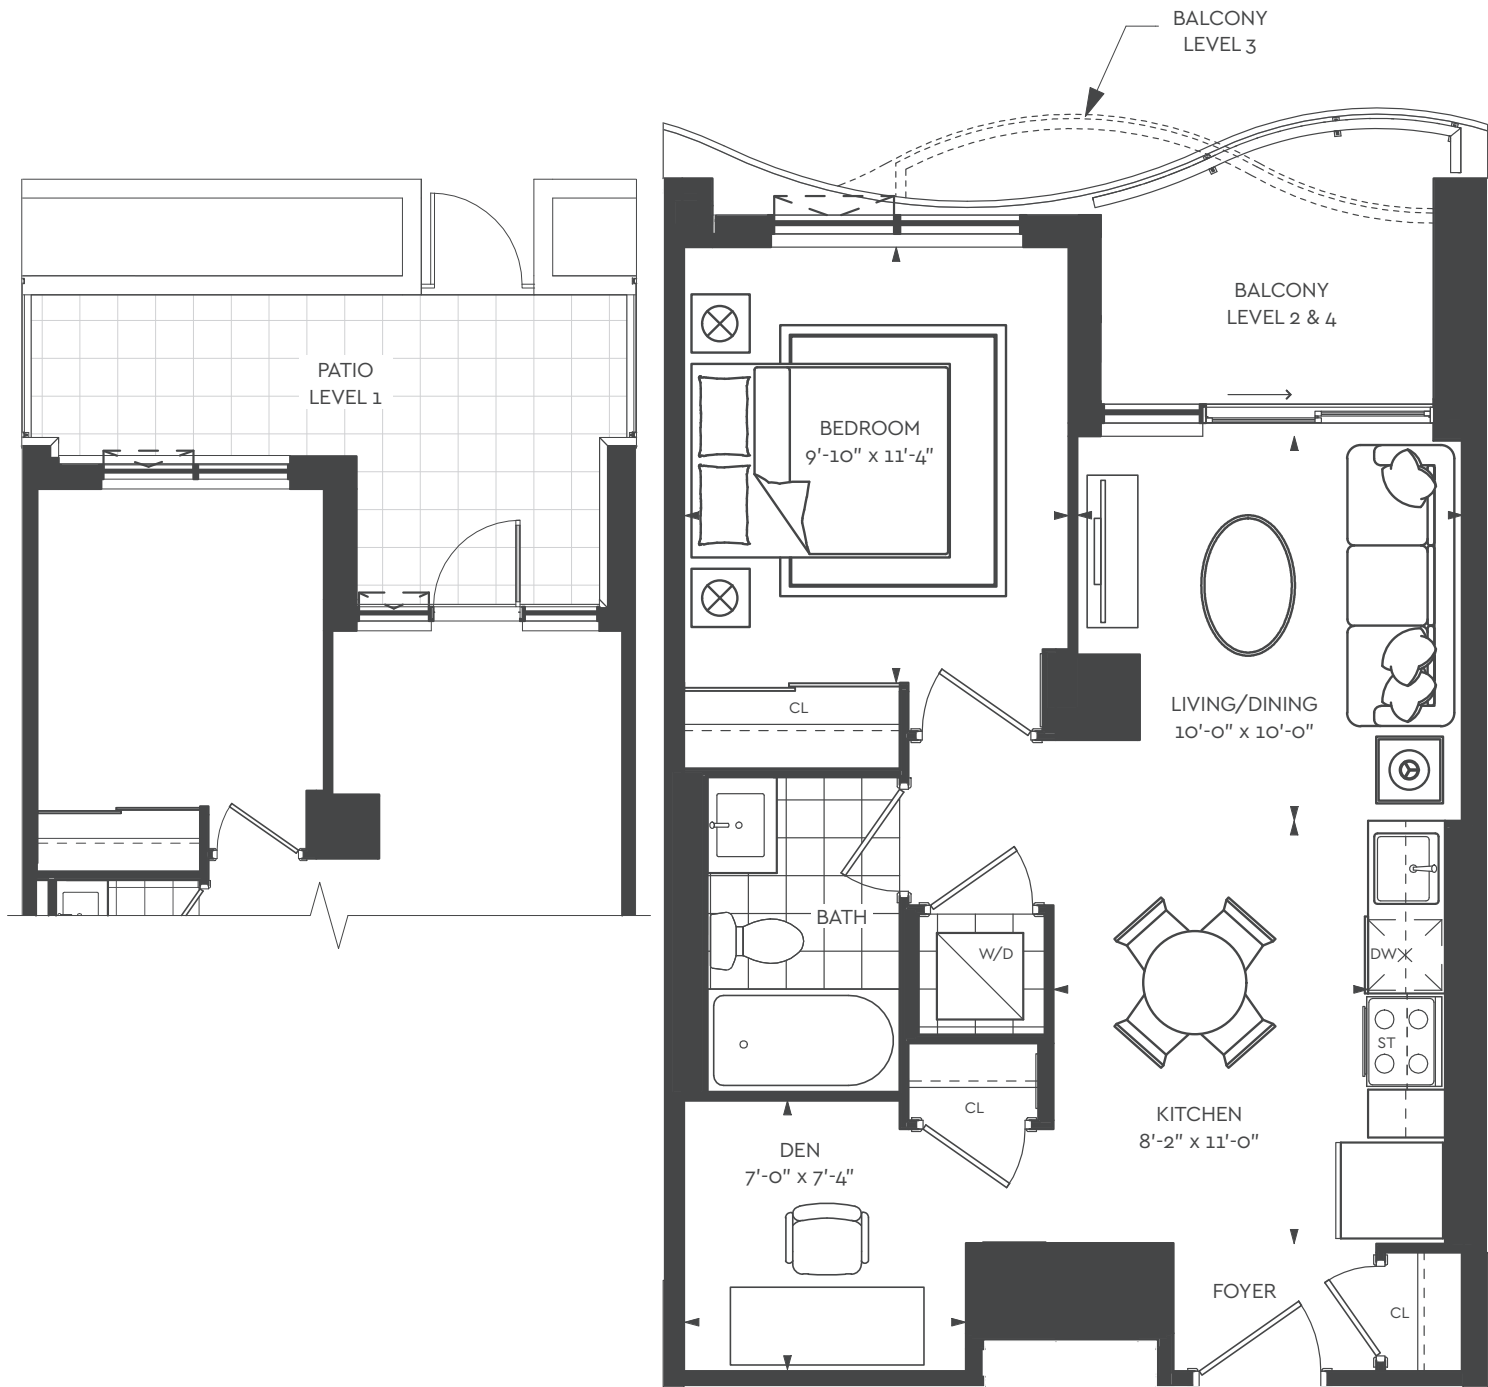 BALCONY
LEVEL 3
BALCONY
LEVEL 2 & 4
PATIO
LEVEL 1
BEDROOM
9'-10" x 11'-4"
CL
LIVING/DINING
10'-0" x 10'-0"
BATH
W/D
DW
ST
CL
KITCHEN
8'-2" x 11'-0"
DEN
7'-0" x 7'-4"
FOYER
CL